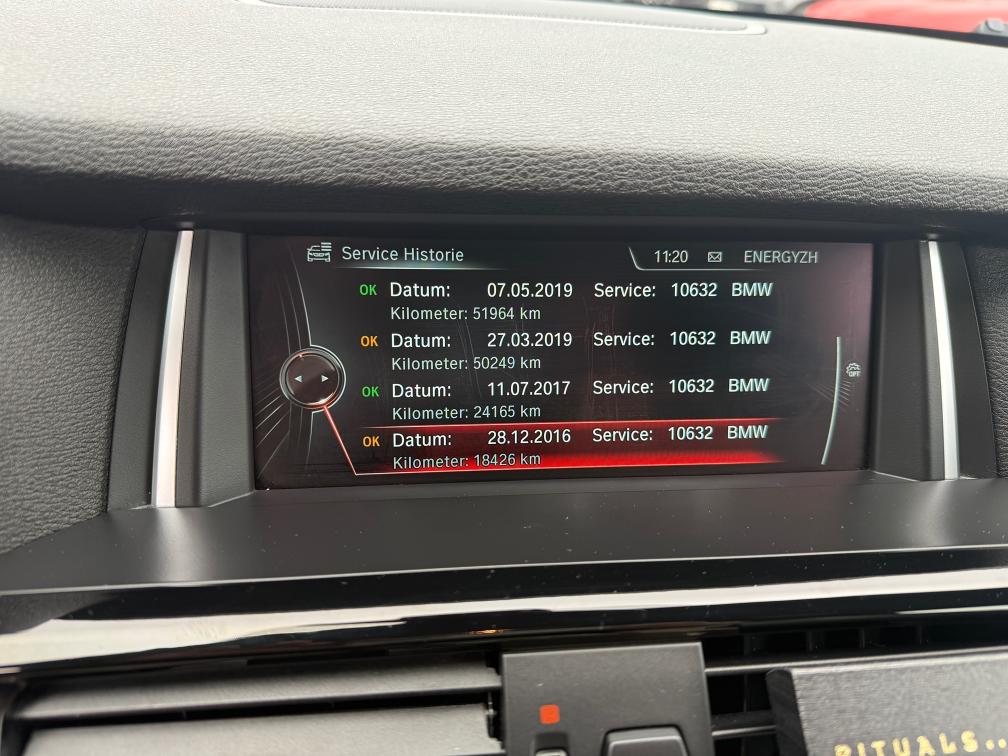 Service Historie 11:20 ENERGYZH
OK Datum: 07.05.2019 Service: 10632 BMW
Kilometer: 51964 km
OK Datum: 27.03.2019 Service: 10632 BMW
Kilometer: 50249 km
OK Datum: 11.07.2017 Service: 10632 BMW
Kilometer: 24165 km
OK Datum: 28.12.2016 Service: 10632 BMW
Kilometer: 18426 km
OPT
RITUALS...